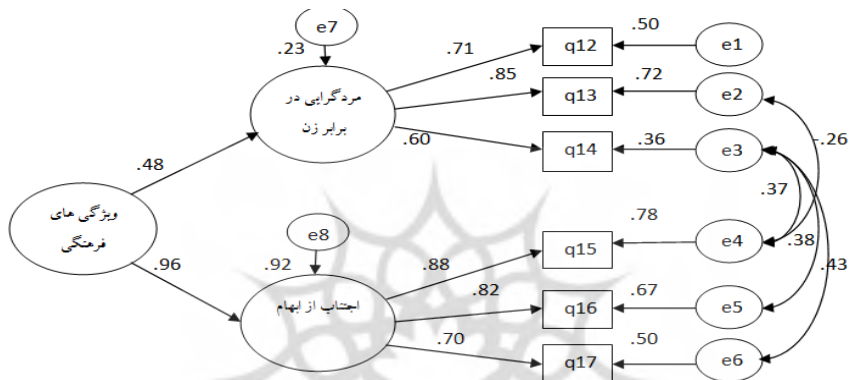 e7
.23
.71
q12
.50
e1
مردگرایی در
برابر زن
.85
q13
.72
e2
.60
q14
.36
e3
-.26
.37
.48
ویژگی های
فرهنگی
.96
e8
.92
اجتناب از ابهام
.88
q15
.78
e4
.38
.43
.82
q16
.67
e5
.70
q17
.50
e6